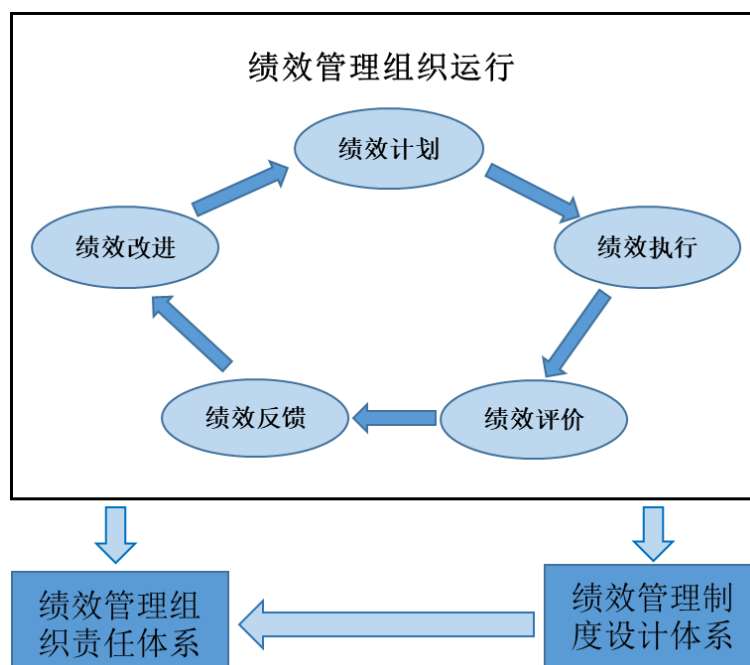 绩效管理组织运行
绩效计划
绩效改进
绩效执行
绩效反馈
绩效评价
绩效管理组
织责任体系
绩效管理制
度设计体系